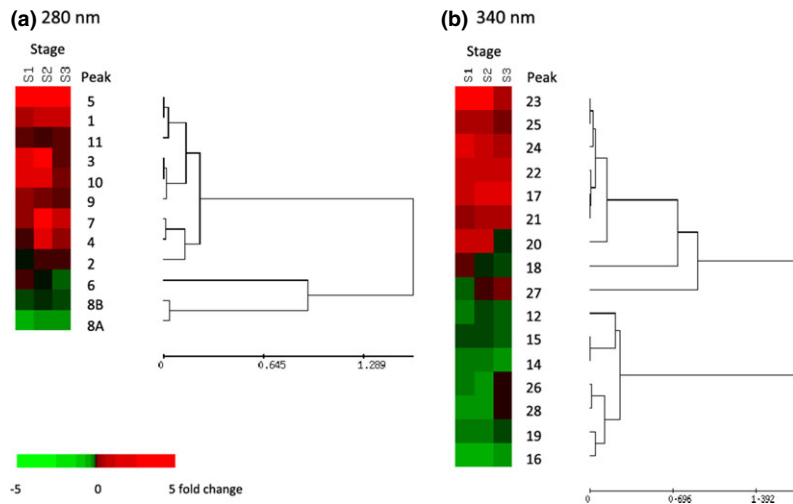 (a) 280 nm
Stage
S1 S2 S3 Peak
5
1
11
3
10
9
7
4
2
6
8B
8A
0 0.645 1.289
-5 0 5 fold change
(b) 340 nm
Stage
S1 S2 S3 Peak
23
25
24
22
17
21
20
18
27
12
15
14
26
28
19
16
0 0-696 1-392